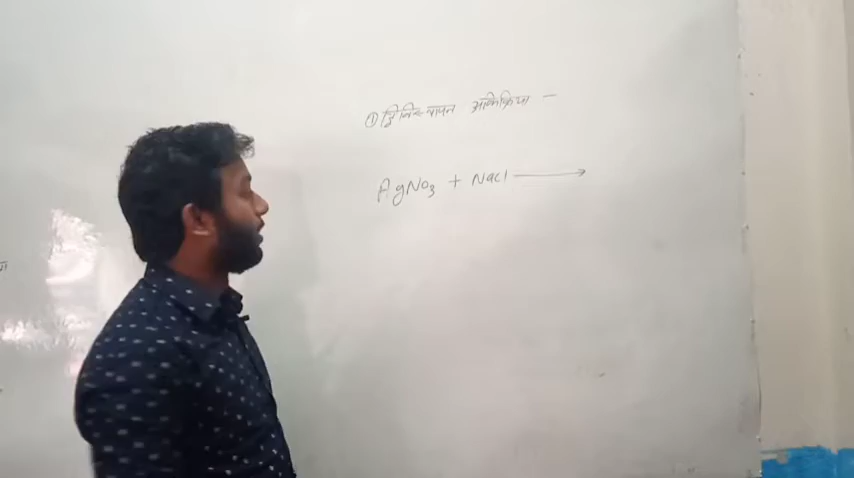 ① द्विविस्थापन अभिक्रिया –
AgNO3 + Nacl ⟶